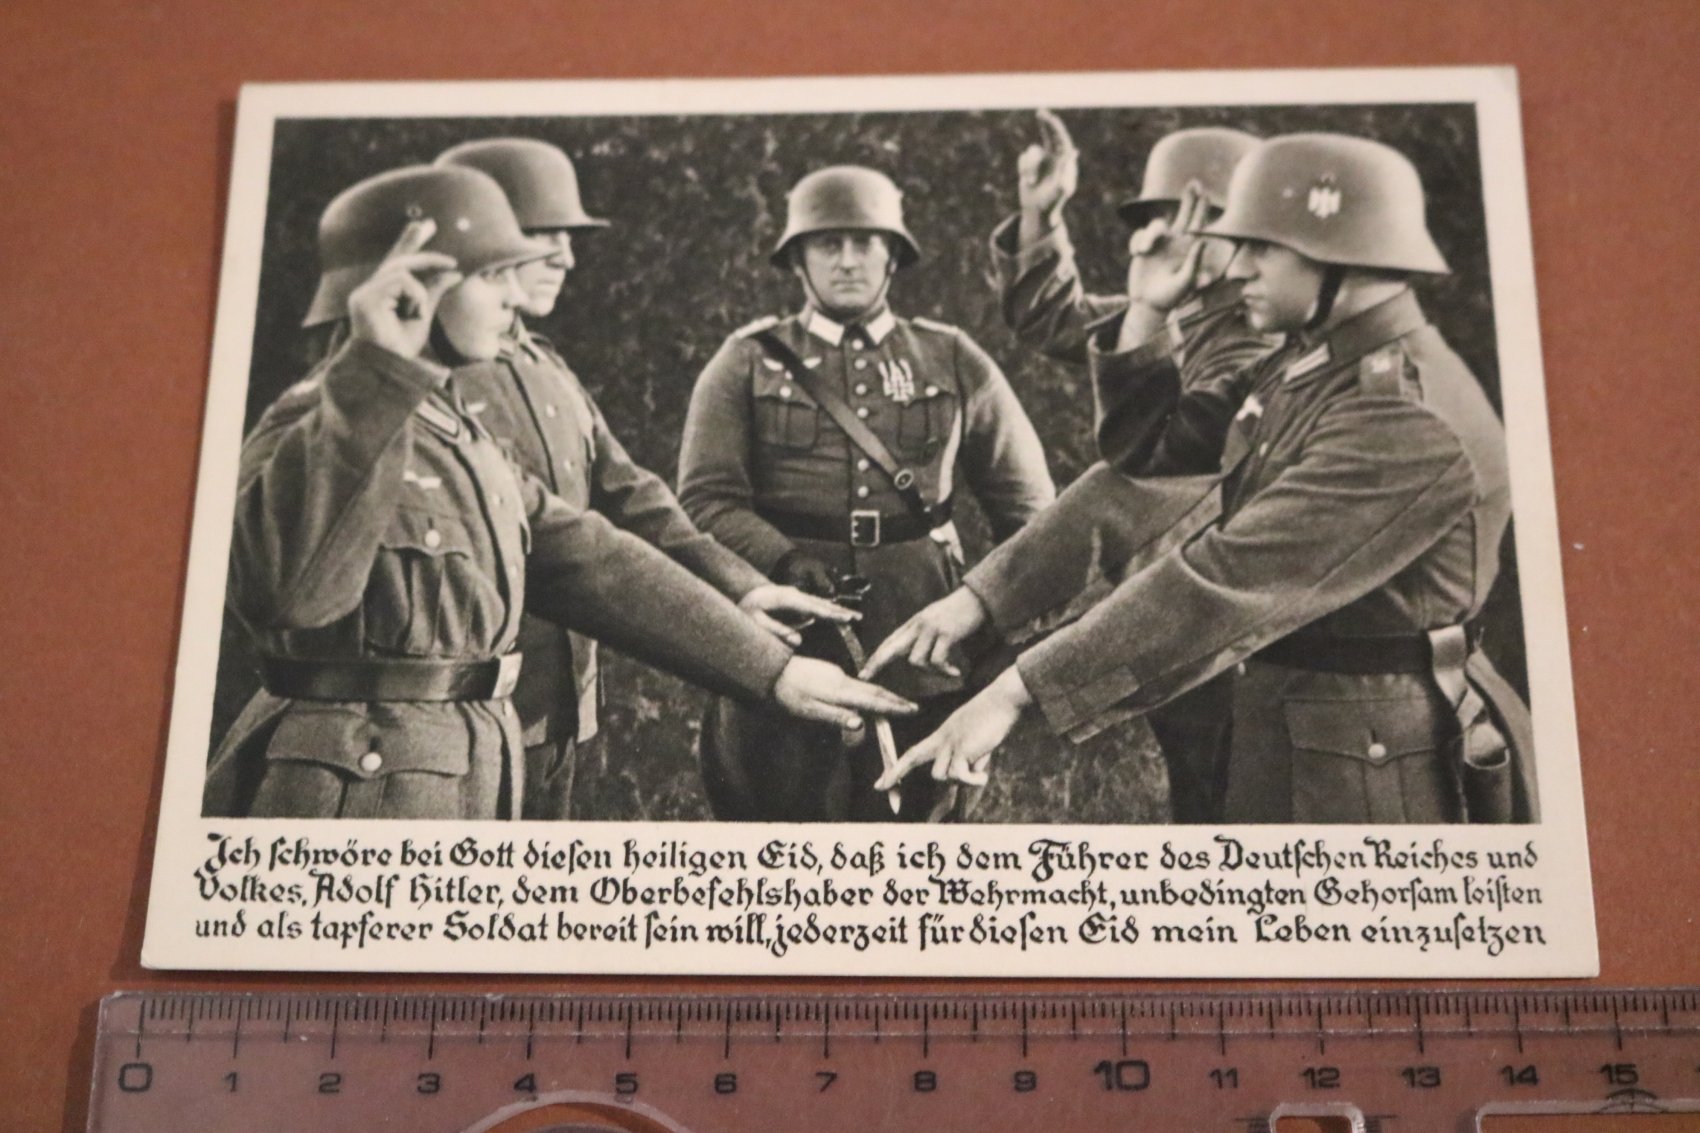 Ich schwöre bei Gott diesen heiligen Eid, daß ich dem Führer des Deutschen Reiches und
Volkes, Adolf Hitler, dem Oberbefehlshaber der Wehrmacht, unbedingten Gehorsam leisten
und als tapferer Soldat bereit sein will, jederzeit für diesen Eid mein Leben einzusetzen
0 1 2 3 4 5 6 7 8 9 10 11 12 13 14 15